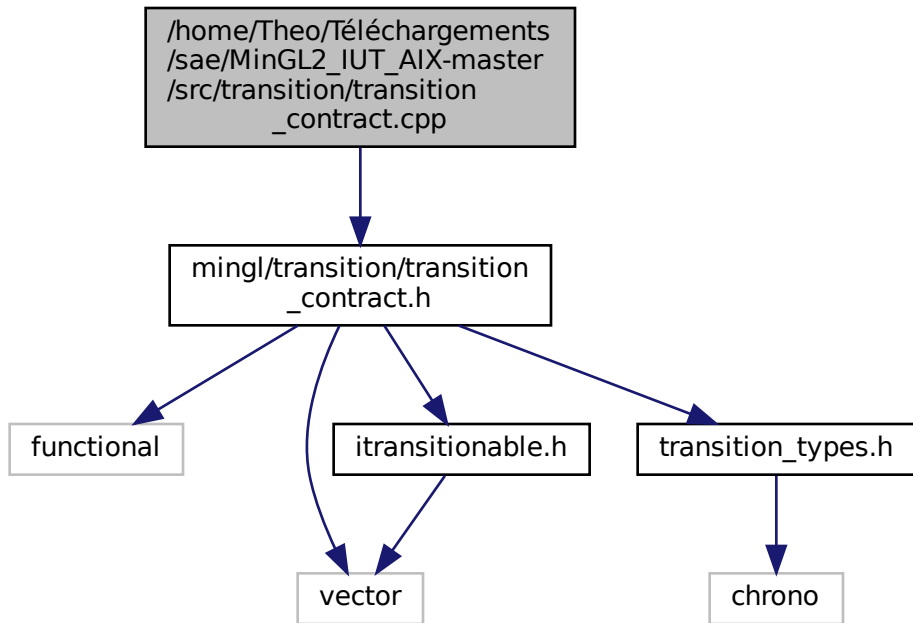 /home/Theo/Téléchargements
/sae/MinGL2_IUT_AIX-master
/src/transition/transition
_contract.cpp
mingl/transition/transition
_contract.h
functional
itransitionable.h
transition_types.h
vector
chrono